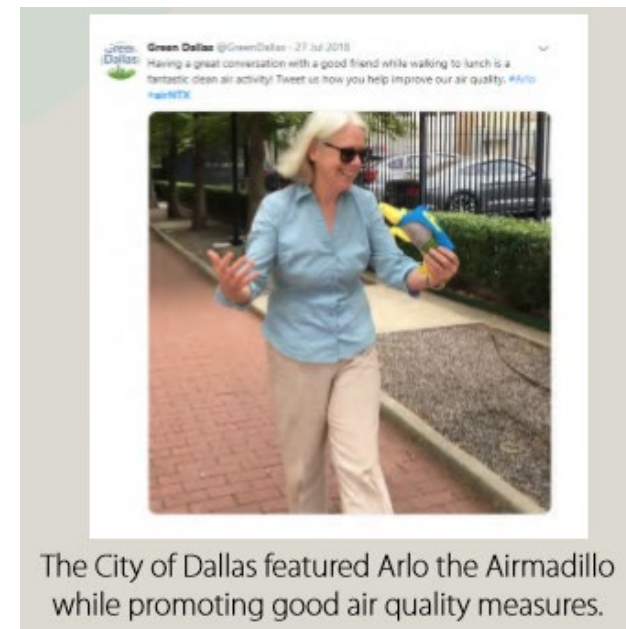 Green Dallas
Green Dallas @GreenDallas · 27 Jul 2018
Having a great conversation with a good friend while walking to lunch is a
fantastic clean air activity! Tweet us how you help improve our air quality. #Arlo
#airNTX
The City of Dallas featured Arlo the Airmadillo
while promoting good air quality measures.